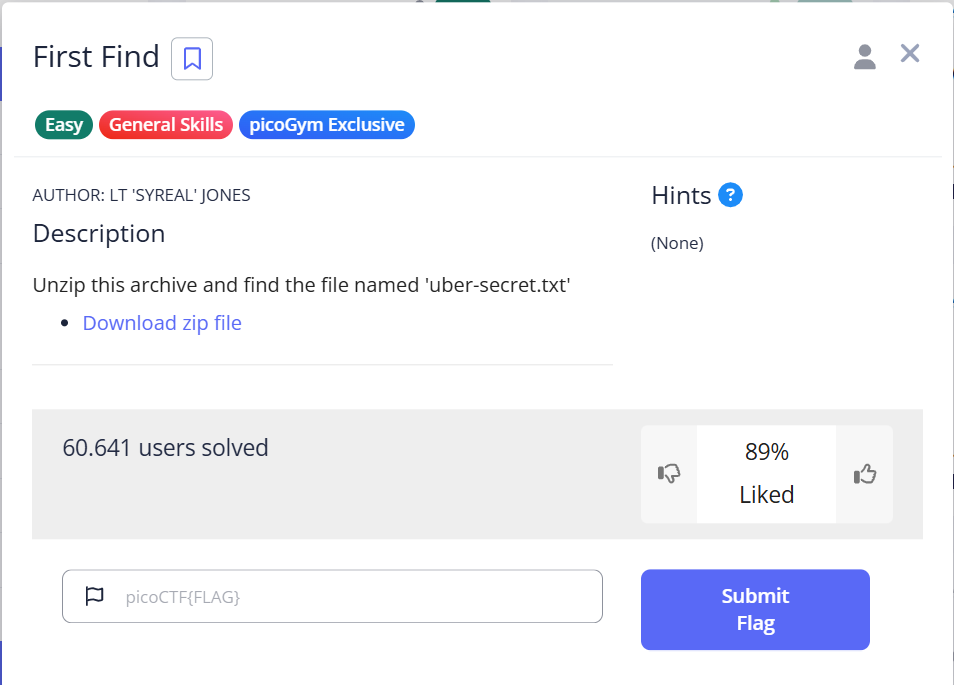 First Find
Easy General Skills picoGym Exclusive
AUTHOR: LT 'SYREAL' JONES
Description
Unzip this archive and find the file named 'uber-secret.txt'
Download zip file
Hints ?
(None)
60.641 users solved
89%
Liked
picoCTF{FLAG}
Submit
Flag